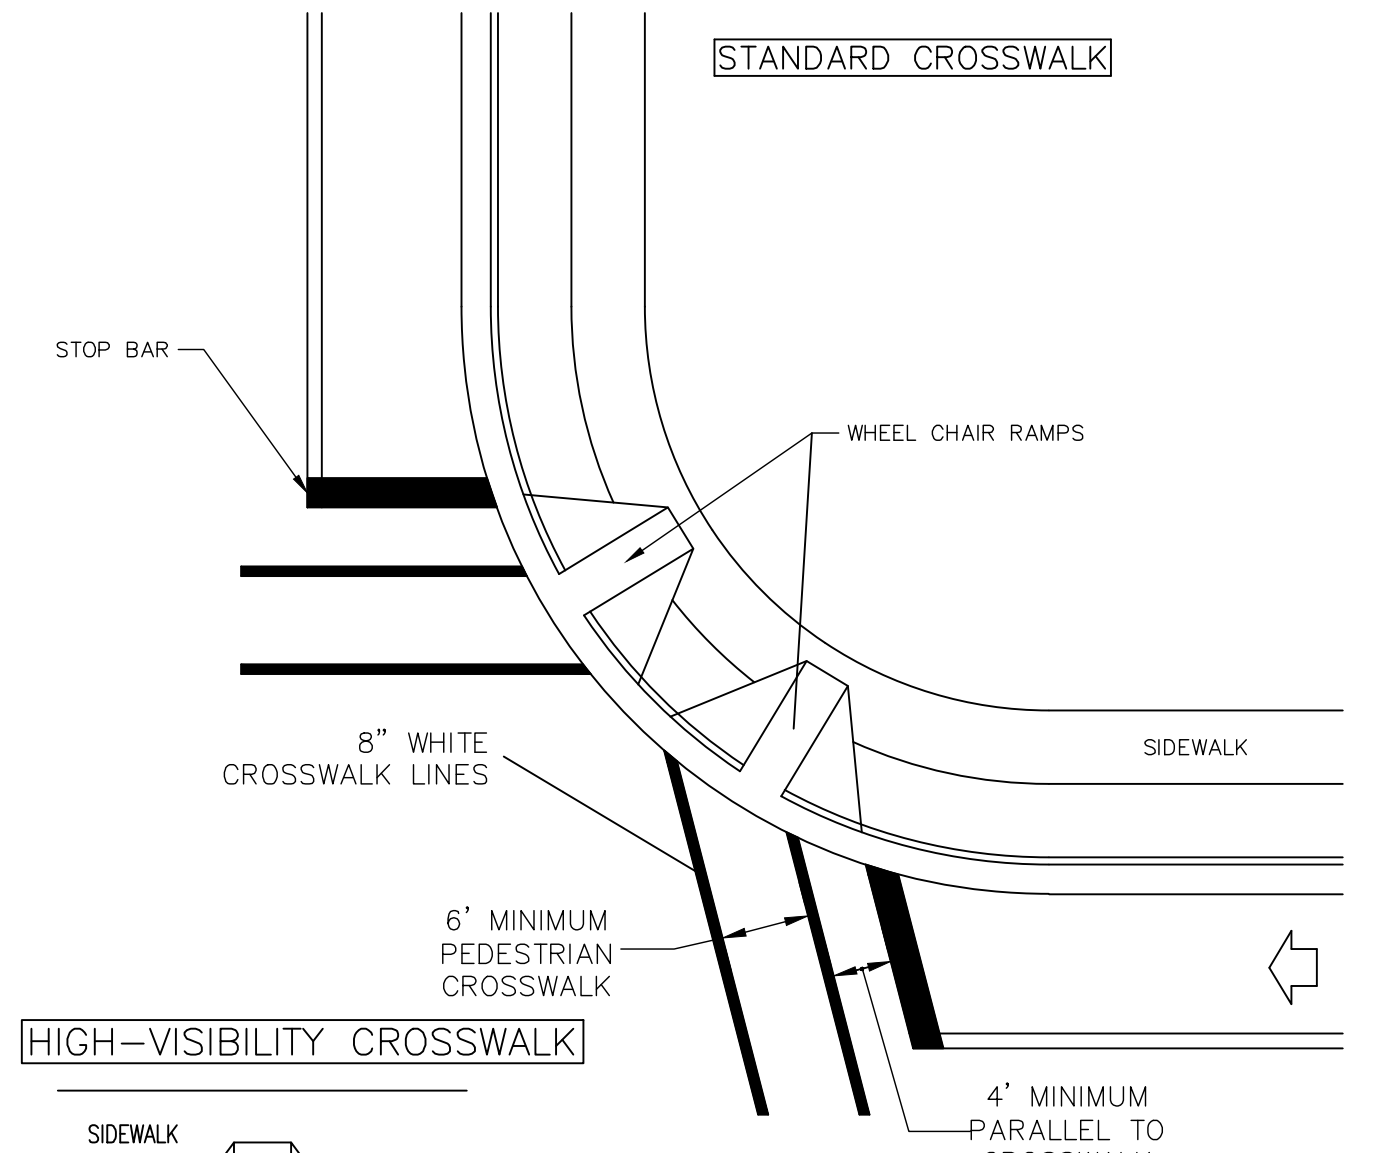 STANDARD CROSSWALK
STOP BAR
WHEEL CHAIR RAMPS
SIDEWALK
8” WHITE
CROSSWALK LINES
6’ MINIMUM
PEDESTRIAN
CROSSWALK
HIGH–VISIBILITY CROSSWALK
4’ MINIMUM
PARALLEL TO
SIDEWALK